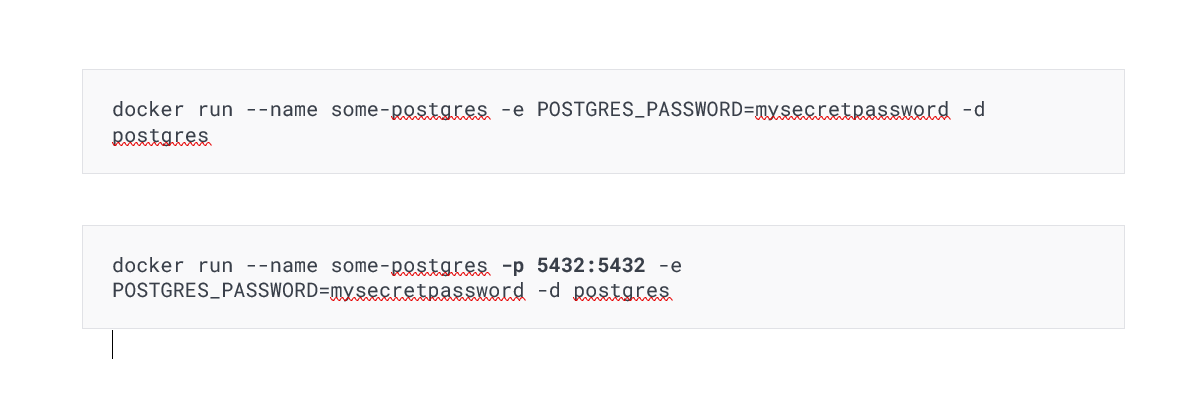 docker run --name some-postgres -e POSTGRES_PASSWORD=mysecretpassword -d
postgres
docker run --name some-postgres -p 5432:5432 -e
POSTGRES_PASSWORD=mysecretpassword -d postgres